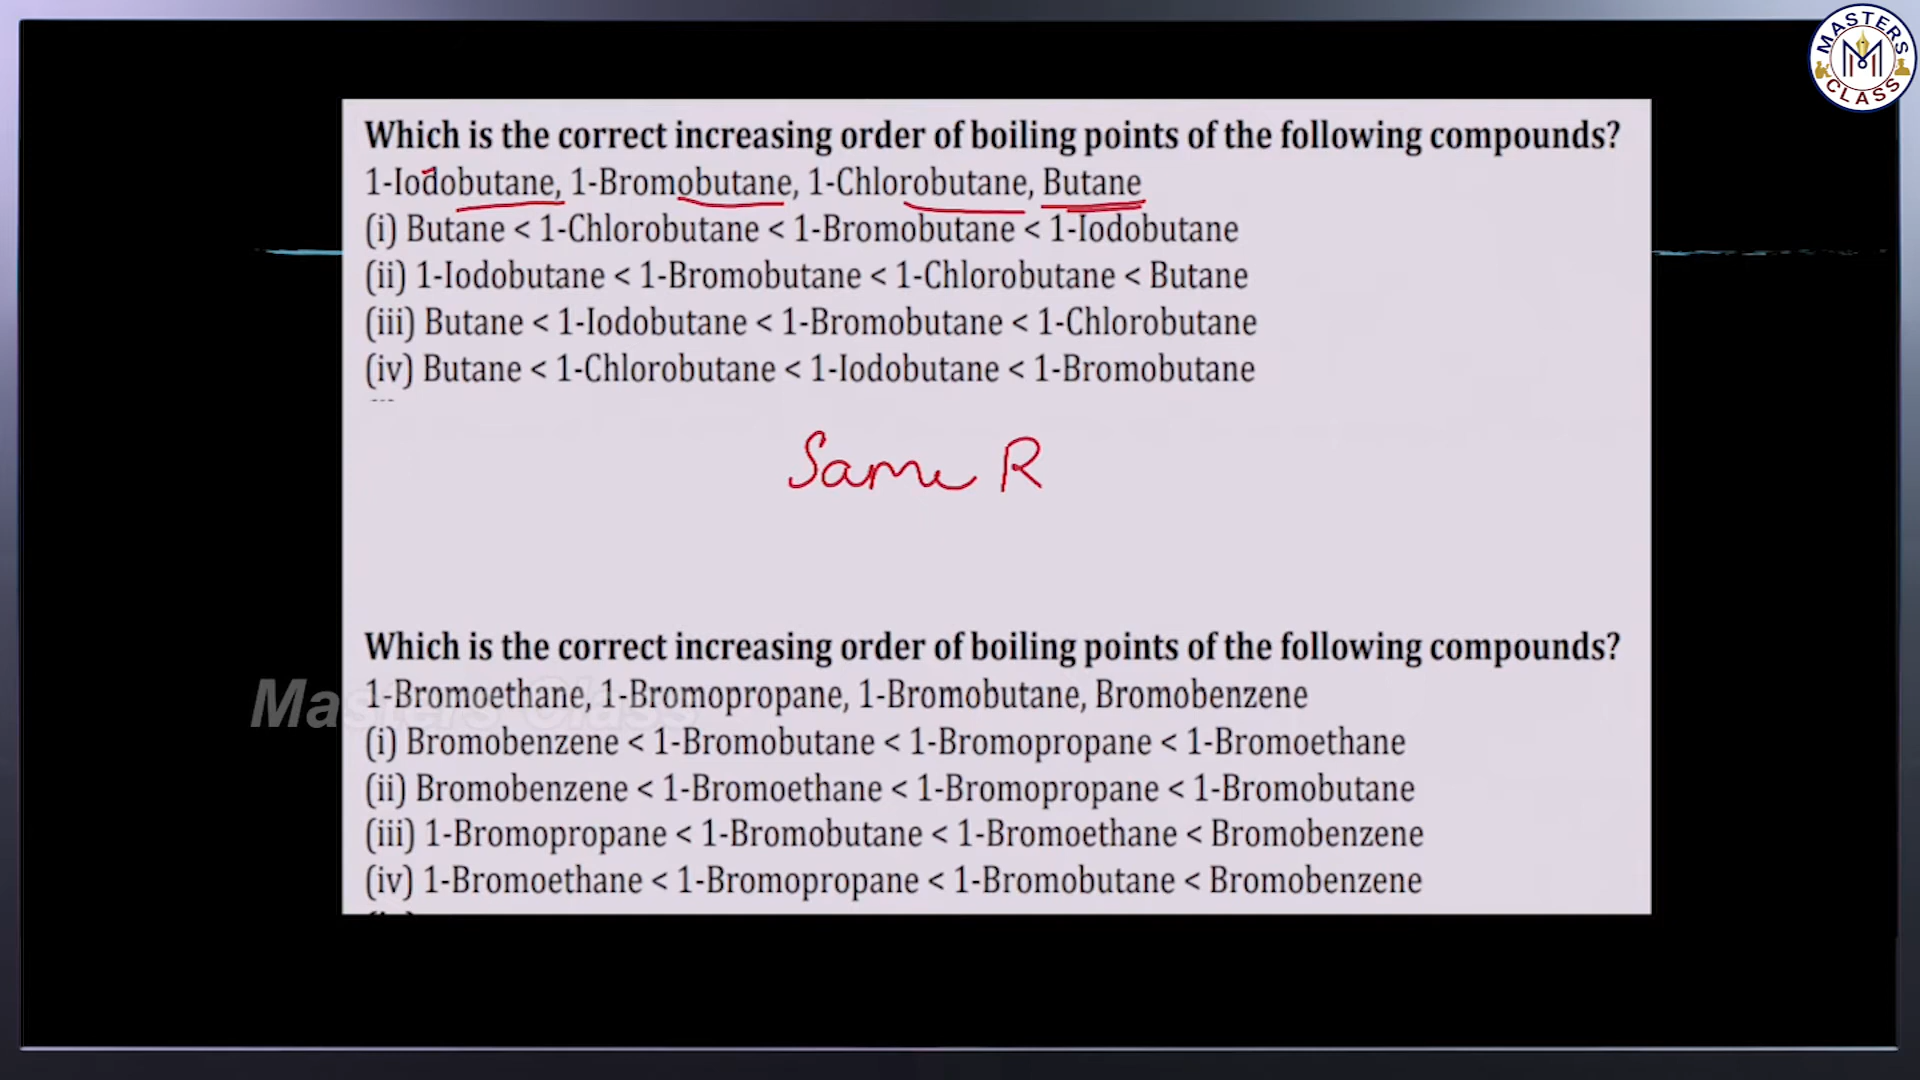 MASTERS
M
CLASS
Which is the correct increasing order of boiling points of the following compounds?
1-Iodobutane, 1-Bromobutane, 1-Chlorobutane, Butane
(i) Butane < 1-Chlorobutane < 1-Bromobutane < 1-Iodobutane
(ii) 1-Iodobutane < 1-Bromobutane < 1-Chlorobutane < Butane
(iii) Butane < 1-Iodobutane < 1-Bromobutane < 1-Chlorobutane
(iv) Butane < 1-Chlorobutane < 1-Iodobutane < 1-Bromobutane
Same R
Which is the correct increasing order of boiling points of the following compounds?
1-Bromoethane, 1-Bromopropane, 1-Bromobutane, Bromobenzene
Masters Class
(i) Bromobenzene < 1-Bromobutane < 1-Bromopropane < 1-Bromoethane
(ii) Bromobenzene < 1-Bromoethane < 1-Bromopropane < 1-Bromobutane
(iii) 1-Bromopropane < 1-Bromobutane < 1-Bromoethane < Bromobenzene
(iv) 1-Bromoethane < 1-Bromopropane < 1-Bromobutane < Bromobenzene